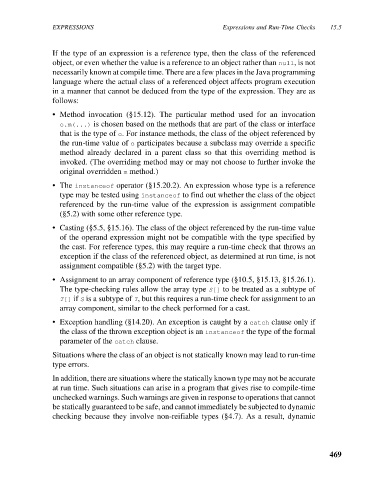 EXPRESSIONS Expressions and Run-Time Checks 15.5
If the type of an expression is a reference type, then the class of the referenced
object, or even whether the value is a reference to an object rather than null, is not
necessarily known at compile time. There are a few places in the Java programming
language where the actual class of a referenced object affects program execution
in a manner that cannot be deduced from the type of the expression. They are as
follows:
• Method invocation (§15.12). The particular method used for an invocation
o.m(...) is chosen based on the methods that are part of the class or interface
that is the type of o. For instance methods, the class of the object referenced by
the run-time value of o participates because a subclass may override a specific
method already declared in a parent class so that this overriding method is
invoked. (The overriding method may or may not choose to further invoke the
original overridden m method.)
• The instanceof operator (§15.20.2). An expression whose type is a reference
type may be tested using instanceof to find out whether the class of the object
referenced by the run-time value of the expression is assignment compatible
(§5.2) with some other reference type.
• Casting (§5.5, §15.16). The class of the object referenced by the run-time value
of the operand expression might not be compatible with the type specified by
the cast. For reference types, this may require a run-time check that throws an
exception if the class of the referenced object, as determined at run time, is not
assignment compatible (§5.2) with the target type.
• Assignment to an array component of reference type (§10.5, §15.13, §15.26.1).
The type-checking rules allow the array type S[] to be treated as a subtype of
T[] if S is a subtype of T, but this requires a run-time check for assignment to an
array component, similar to the check performed for a cast.
• Exception handling (§14.20). An exception is caught by a catch clause only if
the class of the thrown exception object is an instanceof the type of the formal
parameter of the catch clause.
Situations where the class of an object is not statically known may lead to run-time
type errors.
In addition, there are situations where the statically known type may not be accurate
at run time. Such situations can arise in a program that gives rise to compile-time
unchecked warnings. Such warnings are given in response to operations that cannot
be statically guaranteed to be safe, and cannot immediately be subjected to dynamic
checking because they involve non-reifiable types (§4.7). As a result, dynamic
469